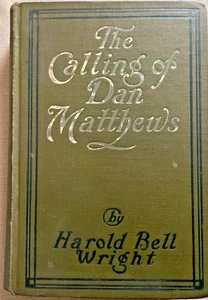 The
Calling of
Dan
Matthews
by
Harold Bell
Wright